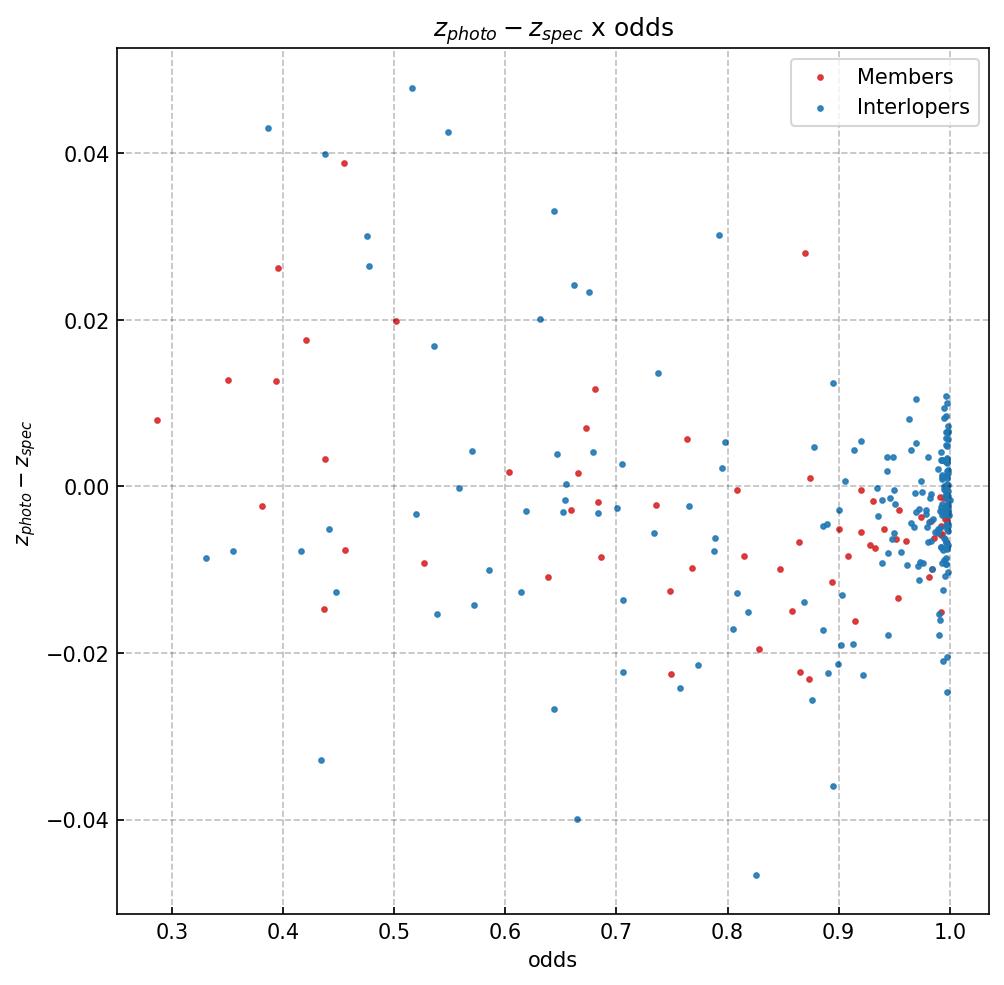 z_photo − z_spec x odds
Members
Interlopers
z_photo − z_spec
0.04
0.02
0.00
−0.02
−0.04
0.3 0.4 0.5 0.6 0.7 0.8 0.9 1.0
odds